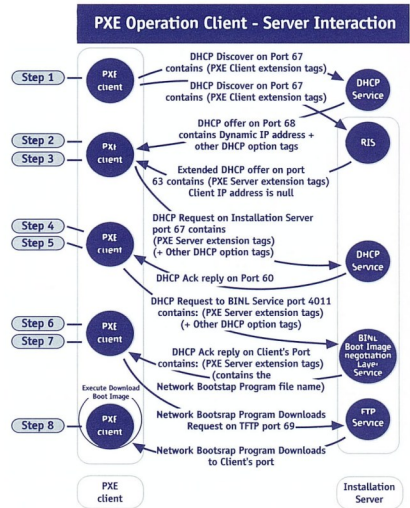 PXE Operation Client - Server Interaction
DHCP Discover on Port 67
contains (PXE Client extension tags)
Step 1
PXE
client
DHCP Discover on Port 67
contains (PXE Client extension tags)
DHCP
Service
DHCP offer on Port 68
contains Dynamic IP address +
other DHCP option tags
Step 2
Step 3
PXE
client
RIS
Extended DHCP offer on port
63 contains (PXE Server extension tags)
Client IP address is null
DHCP Request on Installation Server
port 67 contains
(PXE Server extension tags)
(+ Other DHCP option tags)
Step 4
Step 5
PXE
client
DHCP
Service
DHCP Ack reply on Port 60
DHCP Request to BINL Service port 4011
contains: (PXE Server extension tags)
(+ Other DHCP option tags)
Step 6
Step 7
PXE
client
BINL
Boot Image
negotiation
Layer
Service
DHCP Ack reply on Client's Port
contains: (PXE Server extension tags)
(contains the
Network Bootstap Program file name)
Execute Download
Boot Image
Network Bootsrap Program Downloads
Request on TFTP port 69
FTP
Service
Step 8
PXE
client
Network Bootsrap Program Downloads
to Client's port
PXE
client
Installation
Server